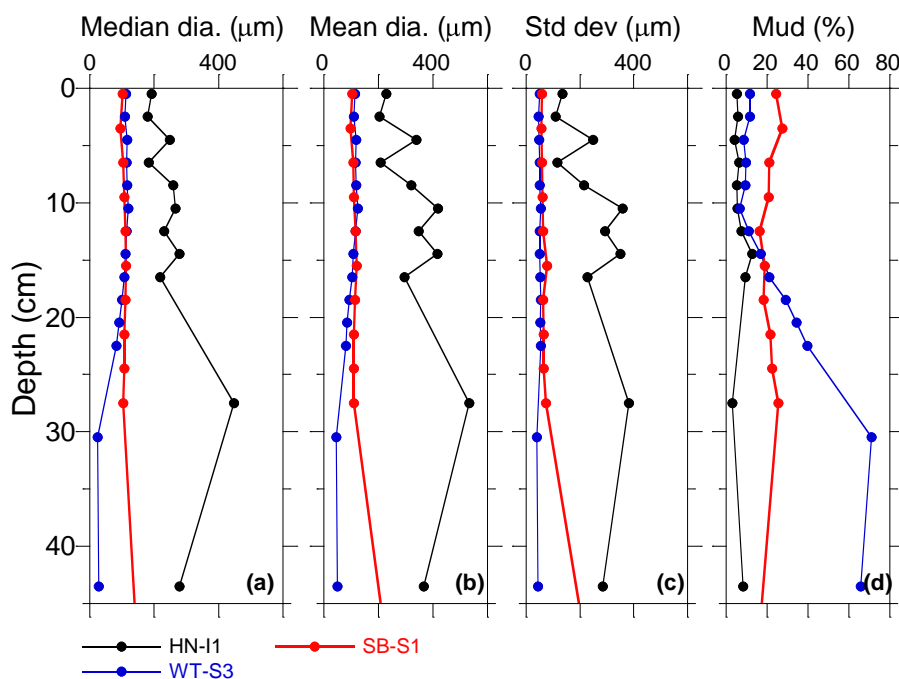 Median dia. (μm) Mean dia. (μm) Std dev (μm) Mud (%)
0 400 0 400 0 400 0 20 40 60 80
0
10
20
30
40
Depth (cm)
(a) (b) (c) (d)
HN-I1 SB-S1
WT-S3